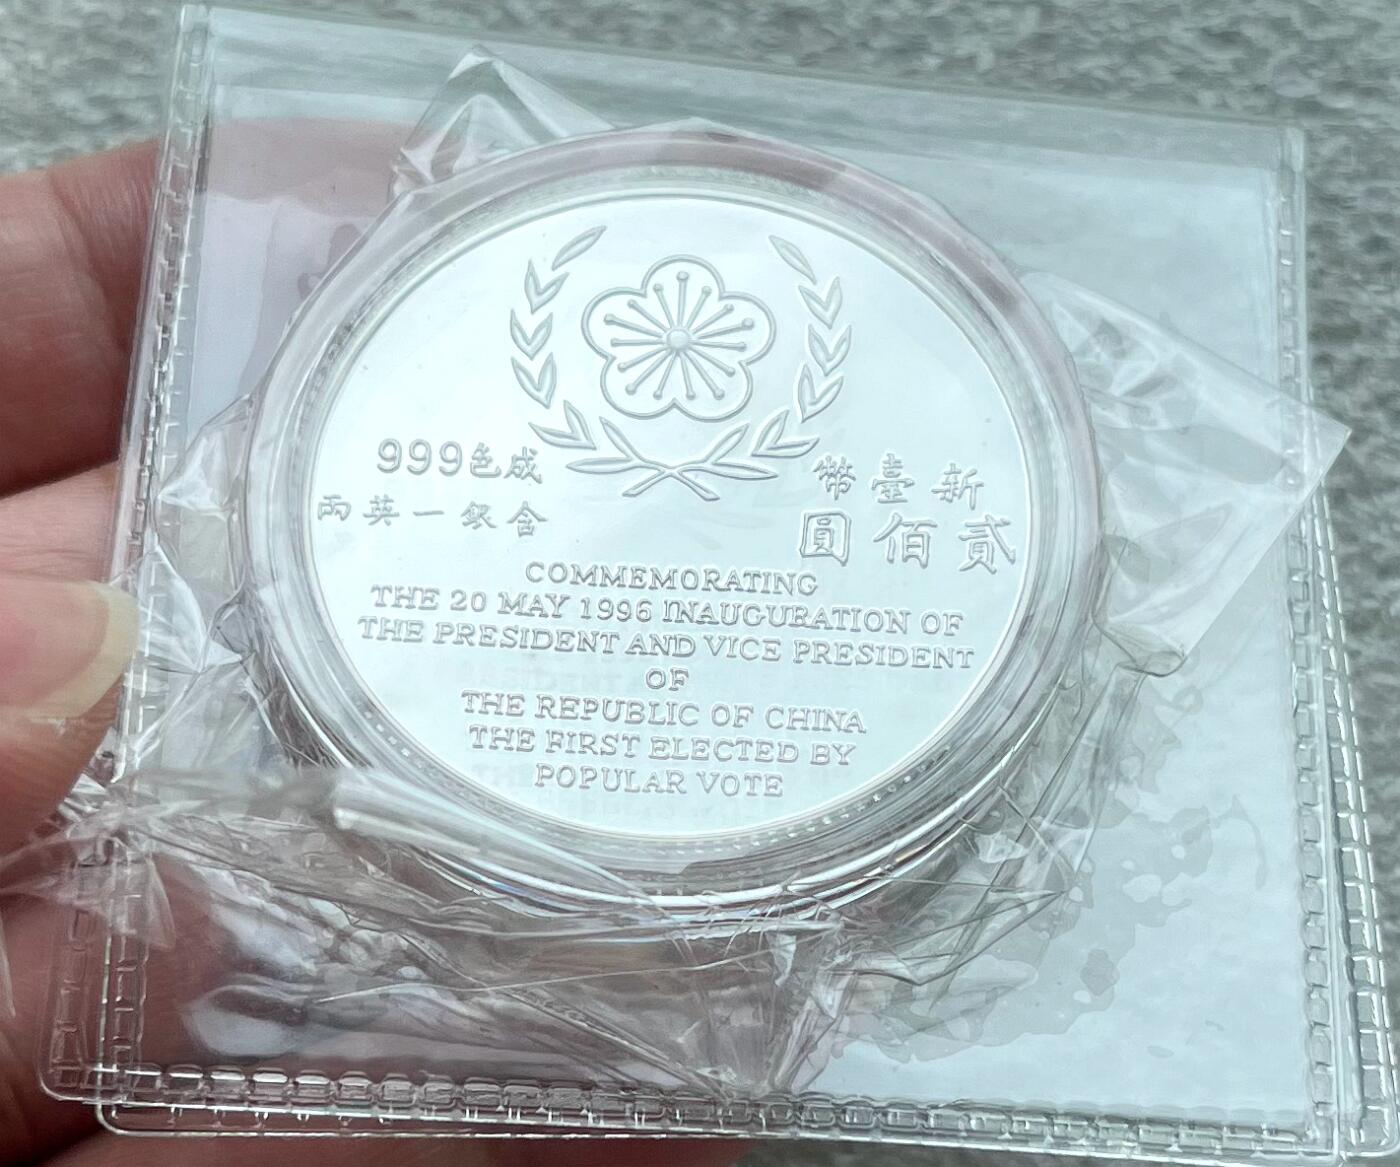 新臺幣
貳佰圓
成色999
含銀一英兩
COMMEMORATING
THE 20 MAY 1996 INAUGURATION OF
THE PRESIDENT AND VICE PRESIDENT
OF
THE REPUBLIC OF CHINA
THE FIRST ELECTED BY
POPULAR VOTE